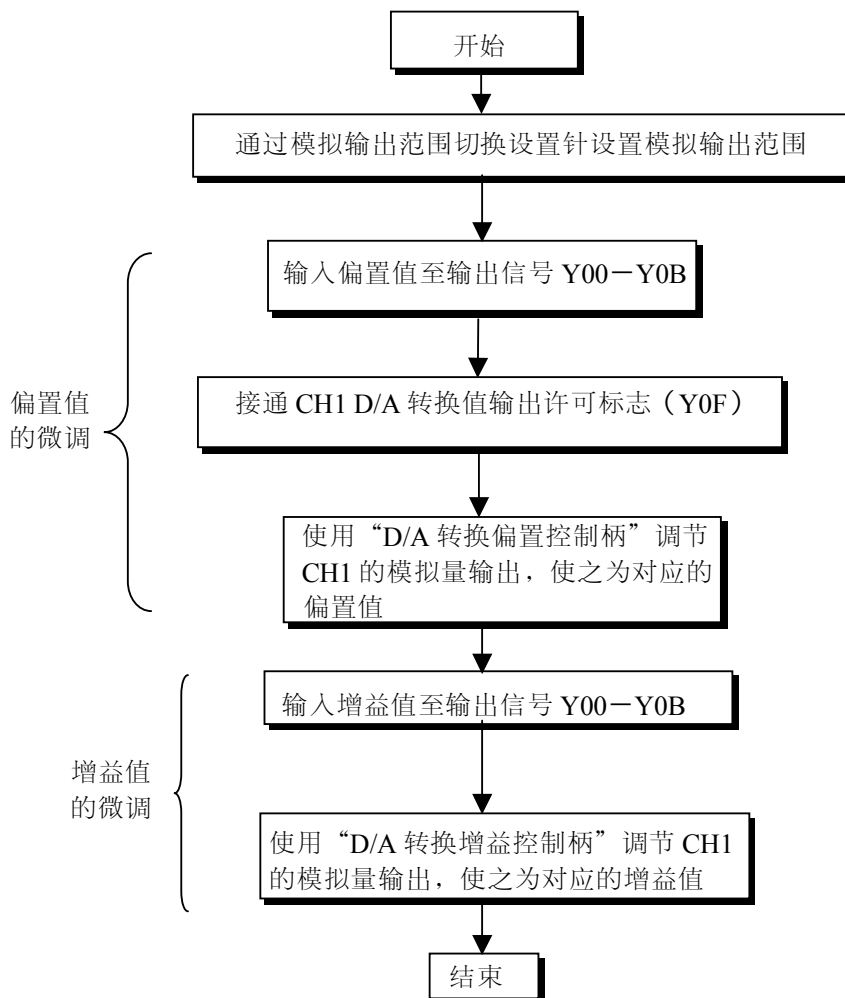 开始
通过模拟输出范围切换设置针设置模拟输出范围
输入偏置值至输出信号 Y00－Y0B
偏置值
的微调
接通 CH1 D/A 转换值输出许可标志（Y0F）
使用“D/A 转换偏置控制柄”调节
CH1 的模拟量输出，使之为对应的
偏置值
输入增益值至输出信号 Y00－Y0B
增益值
的微调
使用“D/A 转换增益控制柄”调节 CH1
的模拟量输出，使之为对应的增益值
结束